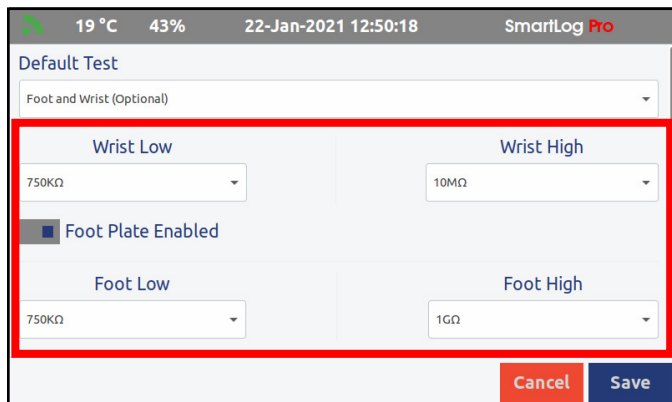 19 °C 43% 22-Jan-2021 12:50:18 SmartLog Pro
Default Test
Foot and Wrist (Optional)
Wrist Low Wrist High
750KΩ 10MΩ
Foot Plate Enabled
Foot Low Foot High
750KΩ 1GΩ
Cancel Save